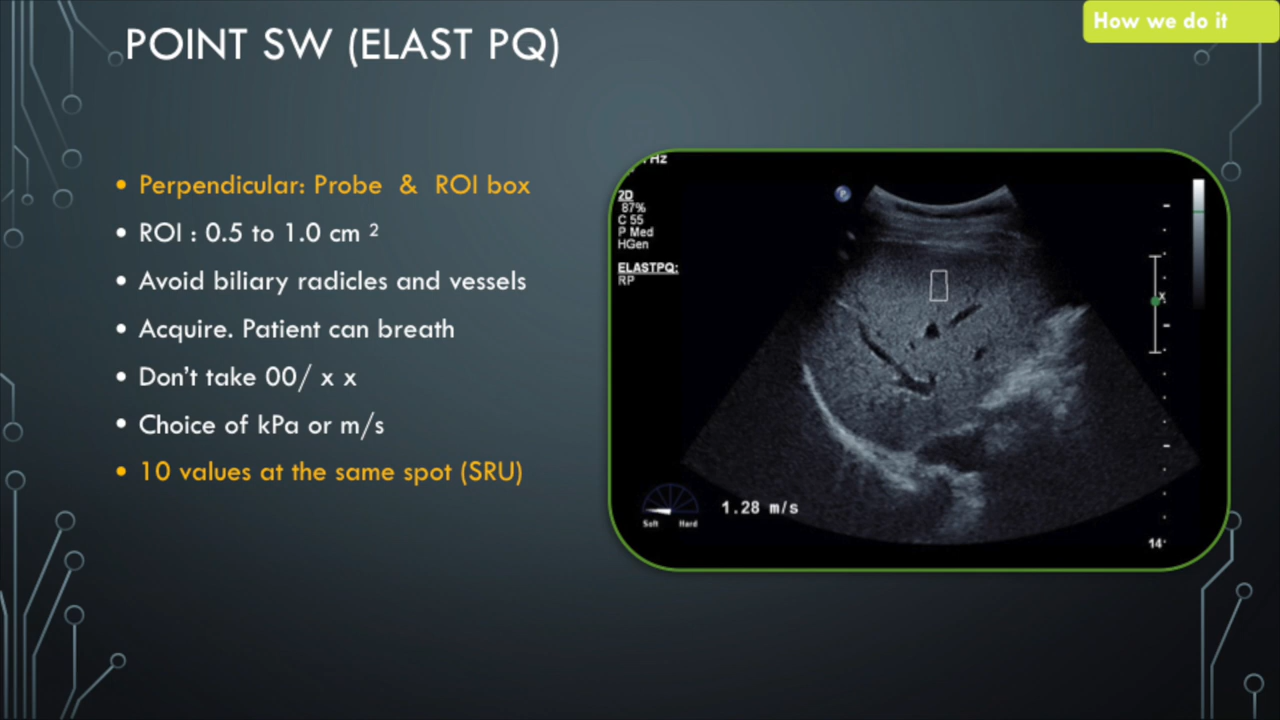 How we do it
POINT SW (ELAST PQ)
• Perpendicular: Probe & ROI box
• ROI : 0.5 to 1.0 cm ²
• Avoid biliary radicles and vessels
• Acquire. Patient can breath
• Don't take 00/ x x
• Choice of kPa or m/s
• 10 values at the same spot (SRU)
Hz
2D
87%
C 55
P Med
HGen
ELASTPQ:
RP
P
x
Soft Hard
1.28 m/s
14